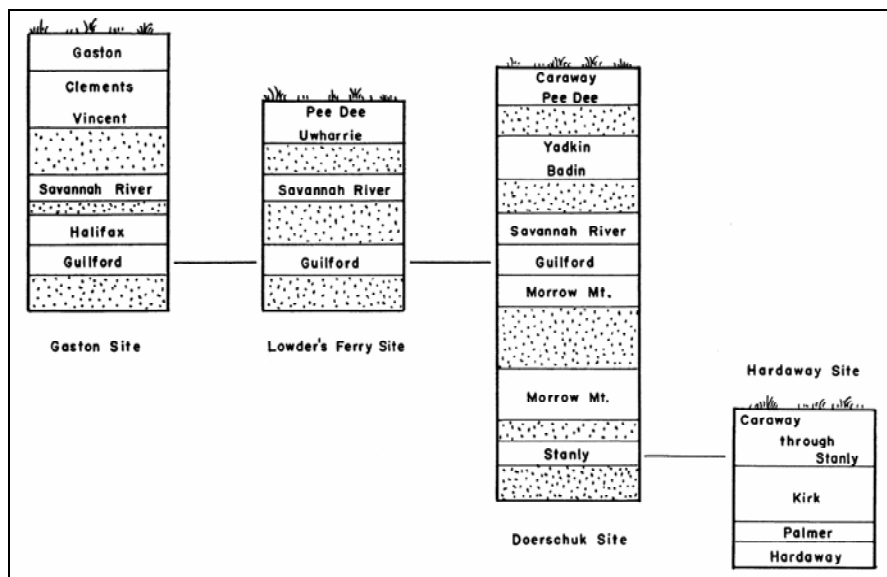 Gaston
Clements
Vincent
Savannah River
Halifax
Guilford
Gaston Site
Pee Dee
Uwharrie
Savannah River
Guilford
Lowder's Ferry Site
Caraway
Pee Dee
Yadkin
Badin
Savannah River
Guilford
Morrow Mt.
Morrow Mt.
Stanly
Doerschuk Site
Hardaway Site
Caraway
through
Stanly
Kirk
Palmer
Hardaway